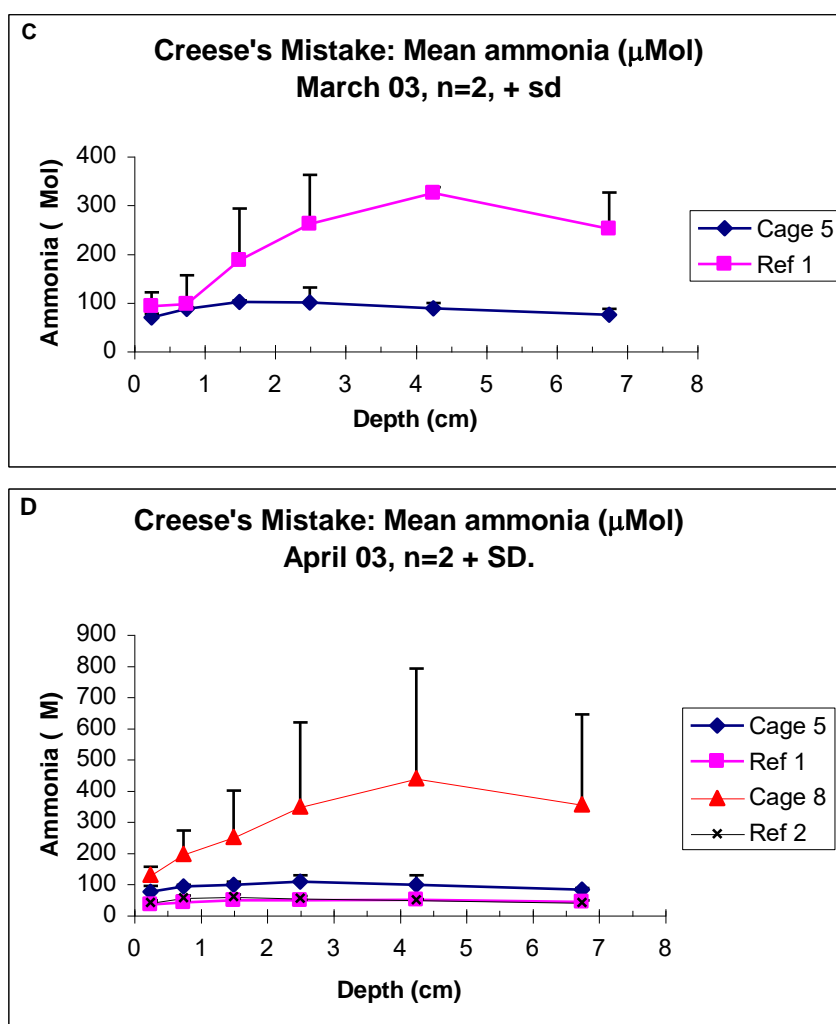 C
Creese's Mistake: Mean ammonia (μMol)
March 03, n=2, + sd
400
300
200
100
0
Ammonia ( Mol)
0 1 2 3 4 5 6 7 8
Depth (cm)
Cage 5
Ref 1
D
Creese's Mistake: Mean ammonia (μMol)
April 03, n=2 + SD.
900
800
700
600
500
400
300
200
100
0
Ammonia ( M)
0 1 2 3 4 5 6 7 8
Depth (cm)
Cage 5
Ref 1
Cage 8
Ref 2